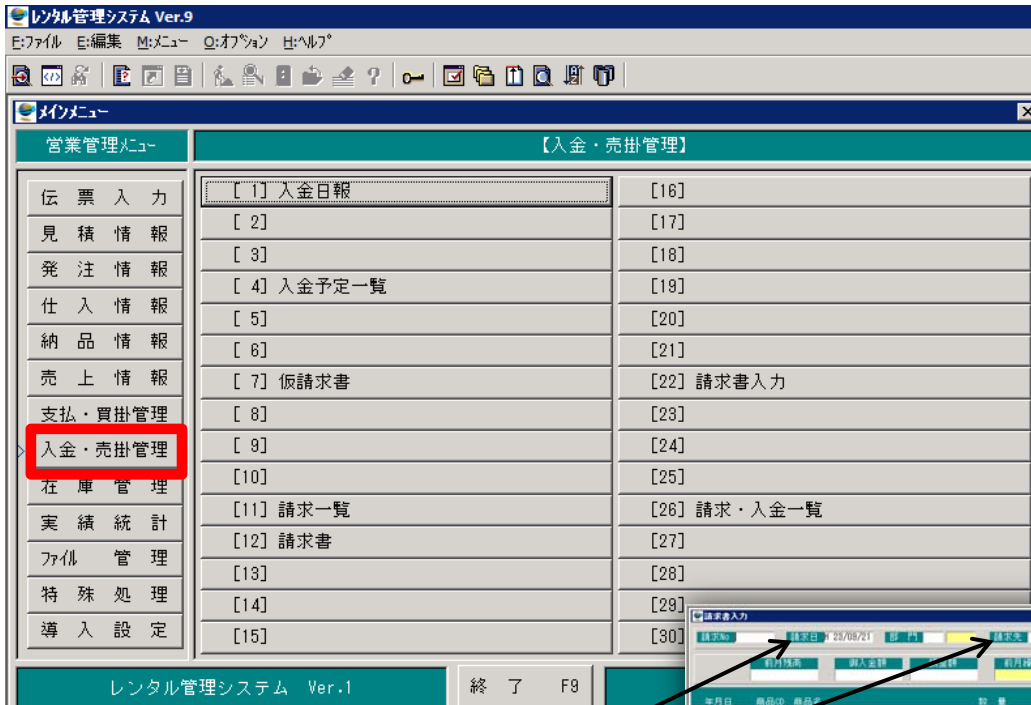 レンタル管理システム Ver.9
F:ファイル E:編集 M:メニュー O:オプション H:ヘルプ
メインメニュー
営業管理メニュー
【入金・売掛管理】
伝票入力
見積情報
発注情報
仕入情報
納品情報
売上情報
支払・買掛管理
入金・売掛管理
在庫管理
実績統計
ファイル管理
特殊処理
導入設定
[ 1] 入金日報
[ 2]
[ 3]
[ 4] 入金予定一覧
[ 5]
[ 6]
[ 7] 仮請求書
[ 8]
[ 9]
[10]
[11] 請求一覧
[12] 請求書
[13]
[14]
[15]
[16]
[17]
[18]
[19]
[20]
[21]
[22] 請求書入力
[23]
[24]
[25]
[26] 請求・入金一覧
[27]
[28]
[29]
[30]
請求書入力
請求No 請求日 部門 請求先
前月残高 御入金額
年月日 商品CD 商品名 数量
レンタル管理システム Ver.1
終了 F9